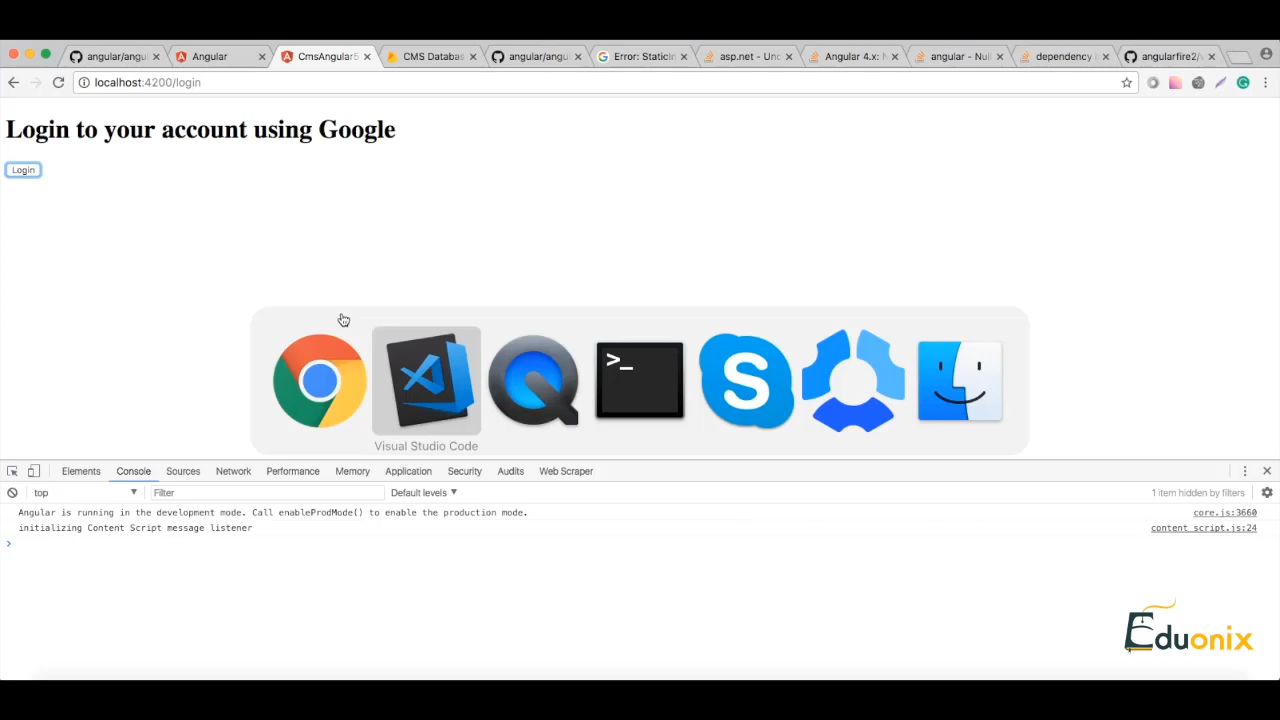 angular/angu
Angular
CmsAngular5
CMS Databas
angular/angu
Error: StaticIn
asp.net - Unc
Angular 4.x: N
angular - Null
dependency i
angularfire2/v
localhost:4200/login
Login to your account using Google
Login
>_
S
Visual Studio Code
Elements Console Sources Network Performance Memory Application Security Audits Web Scraper
top Filter Default levels 1 item hidden by filters
Angular is running in the development mode. Call enableProdMode() to enable the production mode. core.js:3660
initializing Content Script message listener content_script.js:24
>
Eduonix